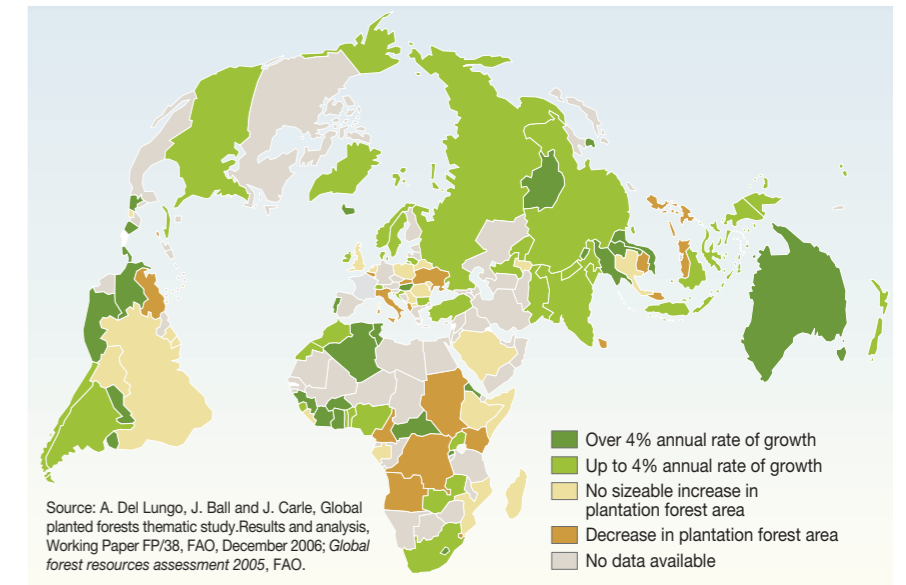 Over 4% annual rate of growth
Up to 4% annual rate of growth
No sizeable increase in
plantation forest area
Decrease in plantation forest area
No data available
Source: A. Del Lungo, J. Ball and J. Carle, Global
planted forests thematic study.Results and analysis,
Working Paper FP/38, FAO, December 2006; Global
forest resources assessment 2005, FAO.